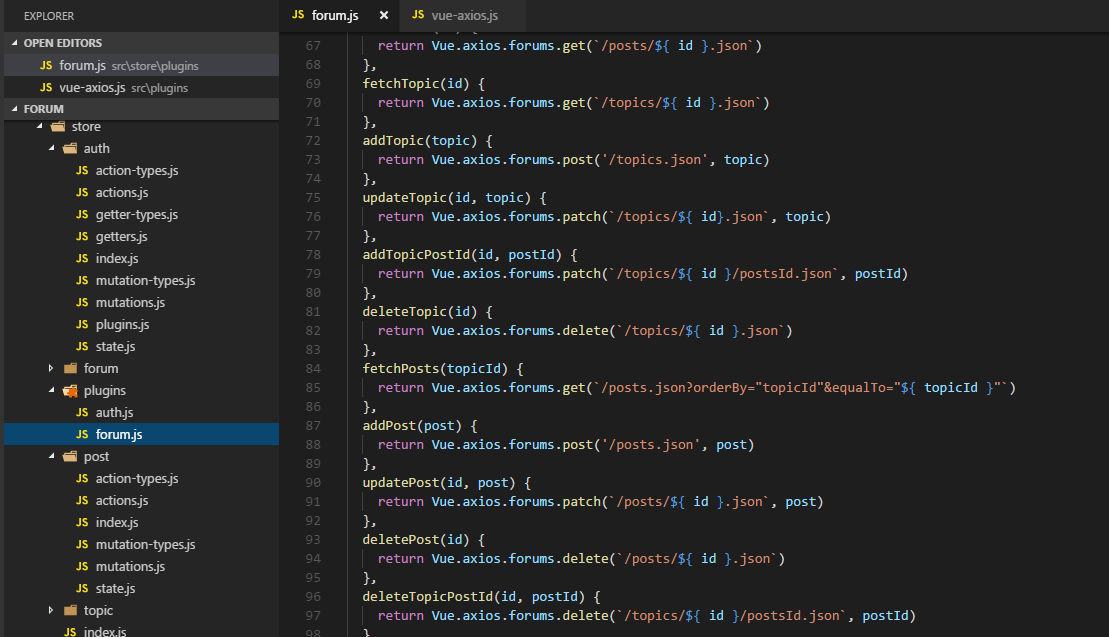 EXPLORER
OPEN EDITORS
JS forum.js src\store\plugins
JS vue-axios.js src\plugins
FORUM
store
auth
JS action-types.js
JS actions.js
JS getter-types.js
JS getters.js
JS index.js
JS mutation-types.js
JS mutations.js
JS plugins.js
JS state.js
forum
plugins
JS auth.js
JS forum.js
post
JS action-types.js
JS actions.js
JS index.js
JS mutation-types.js
JS mutations.js
JS state.js
topic
JS index.js
JS forum.js × JS vue-axios.js
67 return Vue.axios.forums.get(`/posts/${ id }.json`)
68 },
69 fetchTopic(id) {
70 return Vue.axios.forums.get(`/topics/${ id }.json`)
71 },
72 addTopic(topic) {
73 return Vue.axios.forums.post('/topics.json', topic)
74 },
75 updateTopic(id, topic) {
76 return Vue.axios.forums.patch(`/topics/${ id}.json`, topic)
77 },
78 addTopicPostId(id, postId) {
79 return Vue.axios.forums.patch(`/topics/${ id }/postsId.json`, postId)
80 },
81 deleteTopic(id) {
82 return Vue.axios.forums.delete(`/topics/${ id }.json`)
83 },
84 fetchPosts(topicId) {
85 return Vue.axios.forums.get(`/posts.json?orderBy="topicId"&equalTo="${ topicId }"`)
86 },
87 addPost(post) {
88 return Vue.axios.forums.post('/posts.json', post)
89 },
90 updatePost(id, post) {
91 return Vue.axios.forums.patch(`/posts/${ id }.json`, post)
92 },
93 deletePost(id) {
94 return Vue.axios.forums.delete(`/posts/${ id }.json`)
95 },
96 deleteTopicPostId(id, postId) {
97 return Vue.axios.forums.delete(`/topics/${ id }/postsId.json`, postId)
98 }